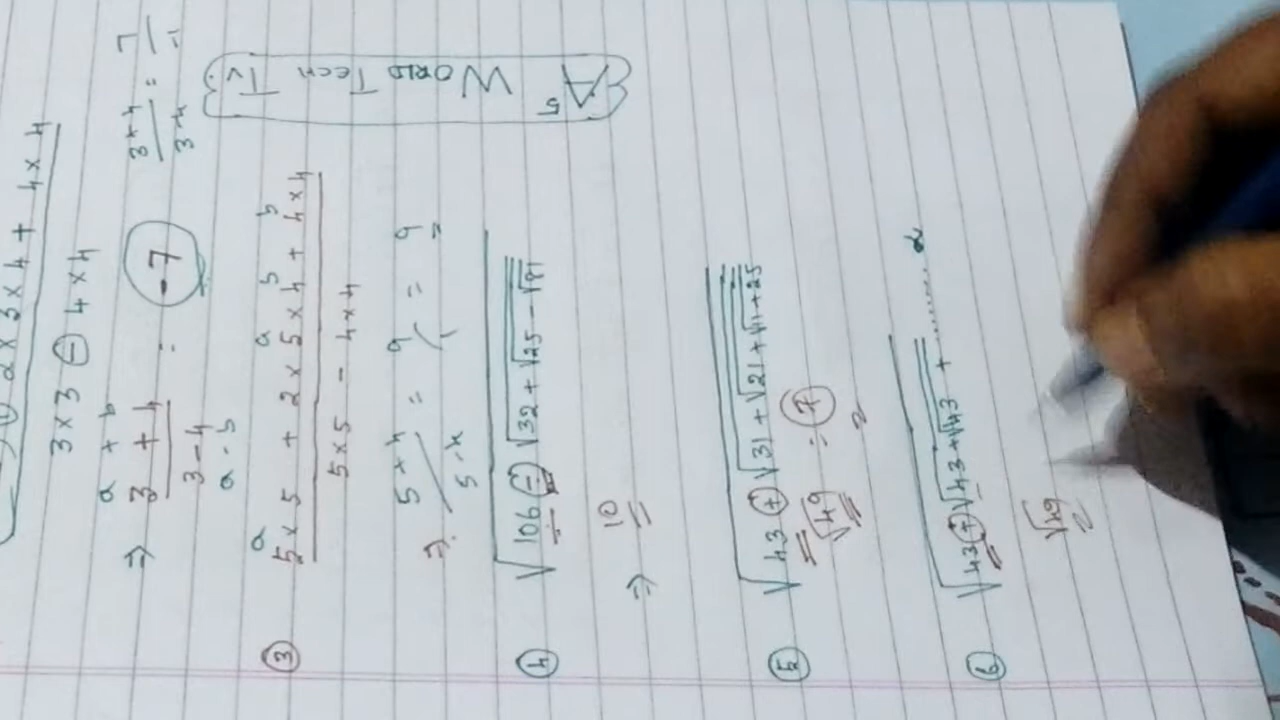 2 x 3 x 4 + 4 x 4
3 x 3 - 4 x 4
a + b
⇒ 3 + 4 / 3 - 4 = -7
a - b
3+4 / 3-4 = 7 / -1
a a b b
③ 5 x 5 + 2 x 5 x 4 + 4 x 4
5 x 5 - 4 x 4
⇒ 5+4 / 5-4 = 9 / 1 = 9
④ √106 - √32 + √25 - √81
⇒ 10
⑤ √43 + √31 + √21 + √11 + 25
√49 = 7
⑥ √43 + √43 + √43 + ........ α
√49
A5 WORLD TECH TV